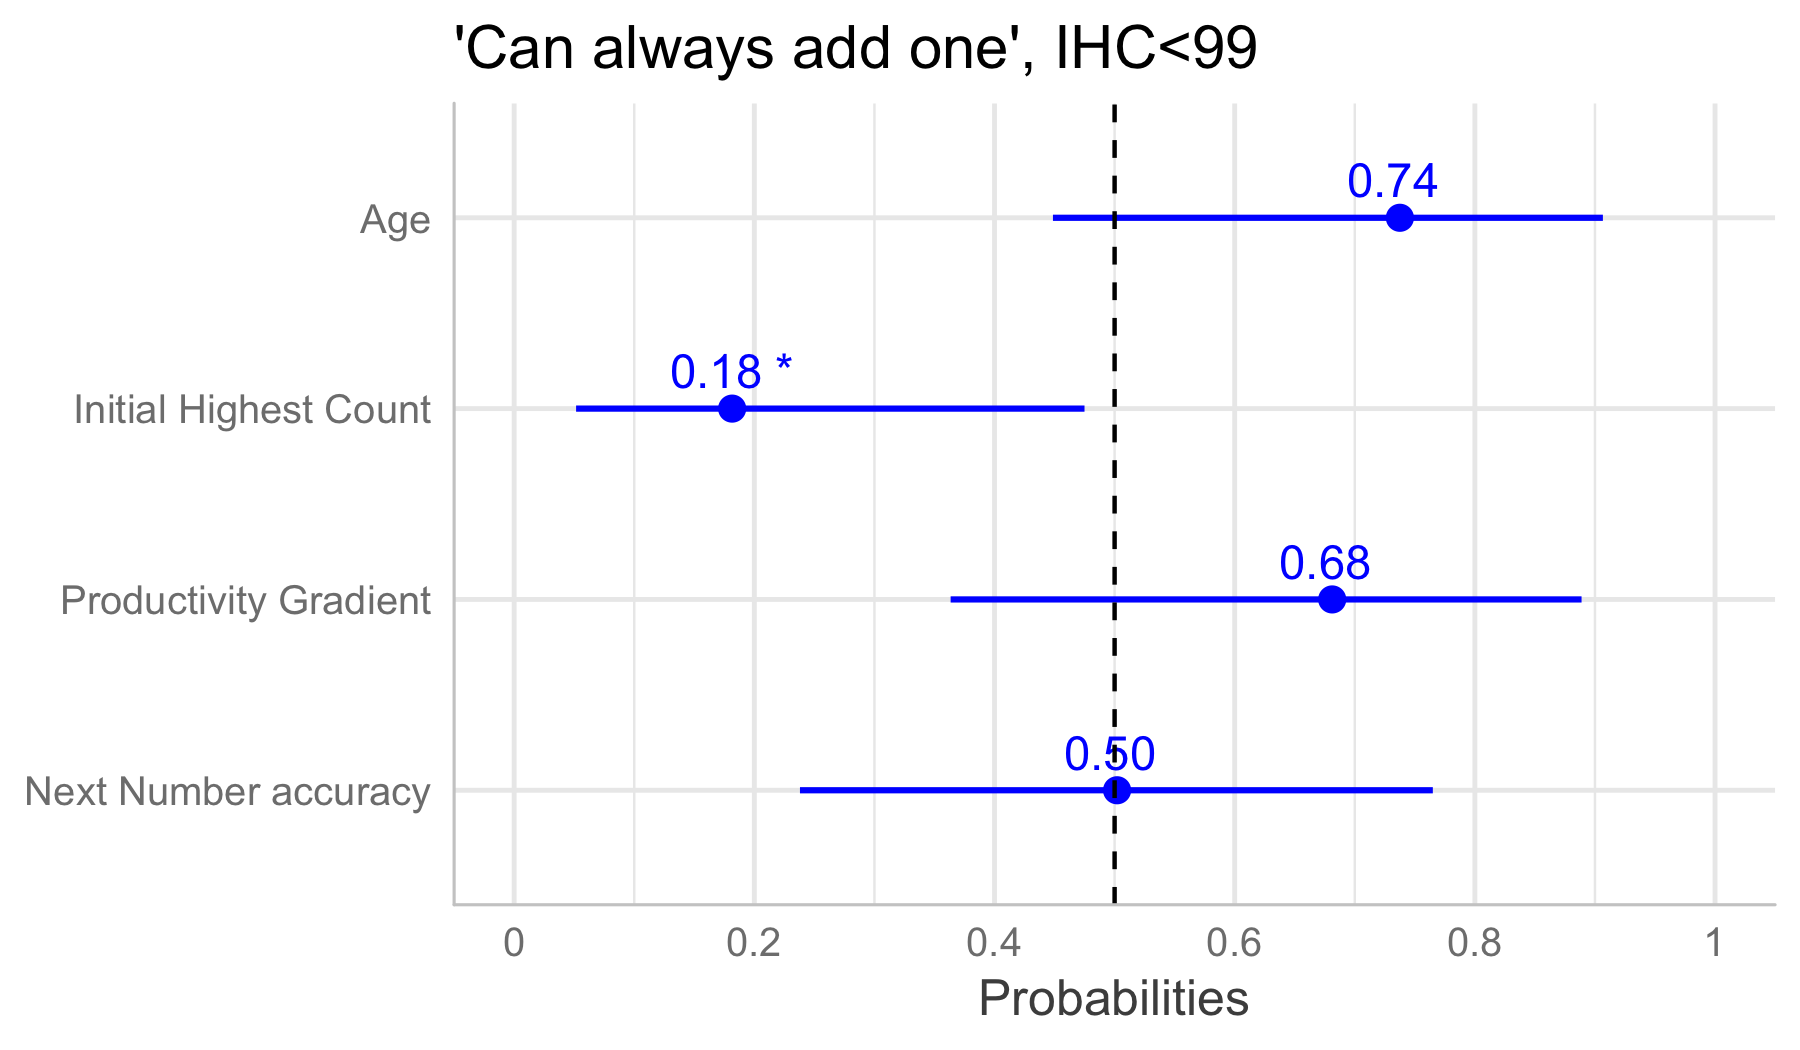 'Can always add one', IHC<99
Age
0.74
Initial Highest Count
0.18 *
Productivity Gradient
0.68
Next Number accuracy
0.50
0 0.2 0.4 0.6 0.8 1
Probabilities